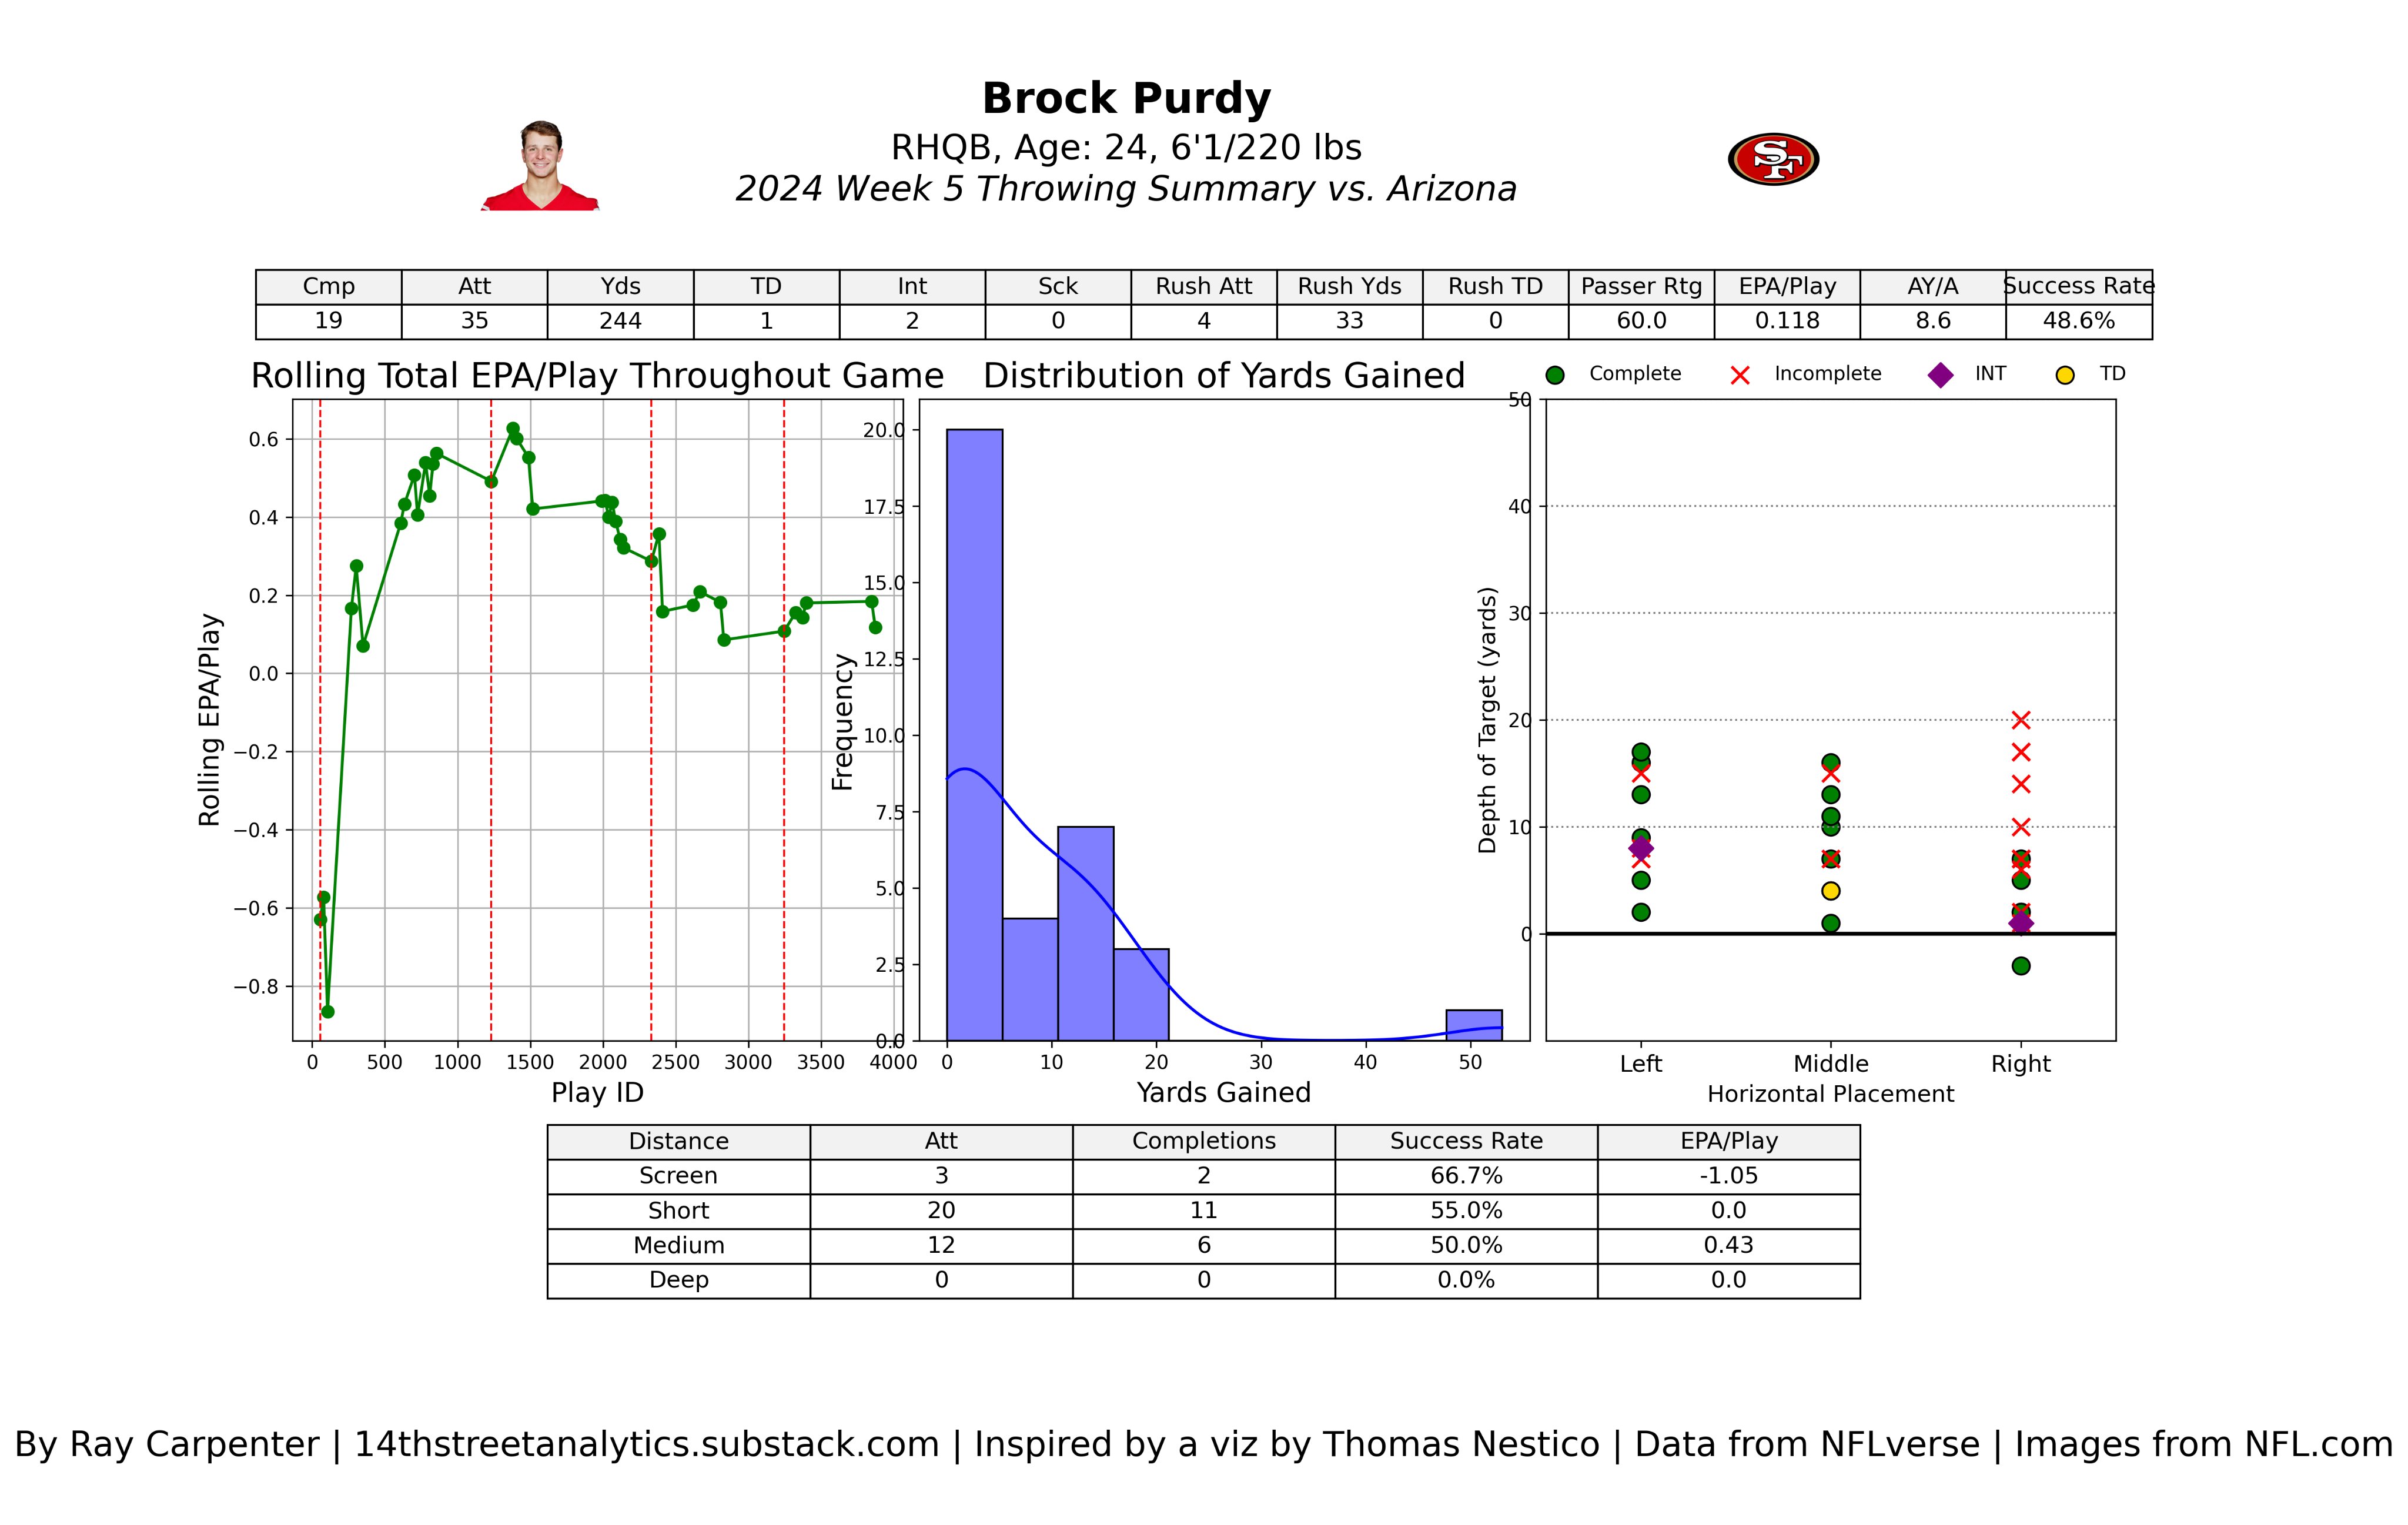 Brock Purdy
RHQB, Age: 24, 6'1/220 lbs
2024 Week 5 Throwing Summary vs. Arizona
SF
Cmp Att Yds TD Int Sck Rush Att Rush Yds Rush TD Passer Rtg EPA/Play AY/A Success Rate
19 35 244 1 2 0 4 33 0 60.0 0.118 8.6 48.6%
Rolling Total EPA/Play Throughout Game
Rolling EPA/Play
0.6
0.4
0.2
0.0
−0.2
−0.4
−0.6
−0.8
0 500 1000 1500 2000 2500 3000 3500 4000
Play ID
Distribution of Yards Gained
Frequency
20.0
17.5
15.0
12.5
10.0
7.5
5.0
2.5
0.0
0 10 20 30 40 50
Yards Gained
Complete Incomplete INT TD
Depth of Target (yards)
50
40
30
20
10
0
Left Middle Right
Horizontal Placement
Distance Att Completions Success Rate EPA/Play
Screen 3 2 66.7% -1.05
Short 20 11 55.0% 0.0
Medium 12 6 50.0% 0.43
Deep 0 0 0.0% 0.0
By Ray Carpenter | 14thstreetanalytics.substack.com | Inspired by a viz by Thomas Nestico | Data from NFLverse | Images from NFL.com